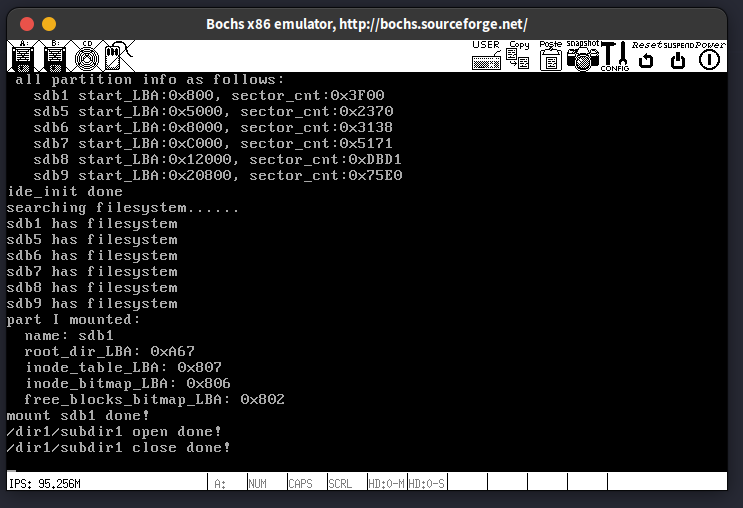 Bochs x86 emulator, http://bochs.sourceforge.net/
A: B: CD USER Copy Paste snapshot CONFIG Reset SUSPEND Power
all partition info as follows:
sdb1 start_LBA:0x800, sector_cnt:0x3F00
sdb5 start_LBA:0x5000, sector_cnt:0x2370
sdb6 start_LBA:0x8000, sector_cnt:0x3138
sdb7 start_LBA:0xC000, sector_cnt:0x5171
sdb8 start_LBA:0x12000, sector_cnt:0xDBD1
sdb9 start_LBA:0x20800, sector_cnt:0x75E0
ide_init done
searching filesystem......
sdb1 has filesystem
sdb5 has filesystem
sdb6 has filesystem
sdb7 has filesystem
sdb8 has filesystem
sdb9 has filesystem
part I mounted:
name: sdb1
root_dir_LBA: 0xA67
inode_table_LBA: 0x807
inode_bitmap_LBA: 0x806
free_blocks_bitmap_LBA: 0x802
mount sdb1 done!
/dir1/subdir1 open done!
/dir1/subdir1 close done!
IPS: 95.256M A: NUM CAPS SCRL HD:0-M HD:0-S